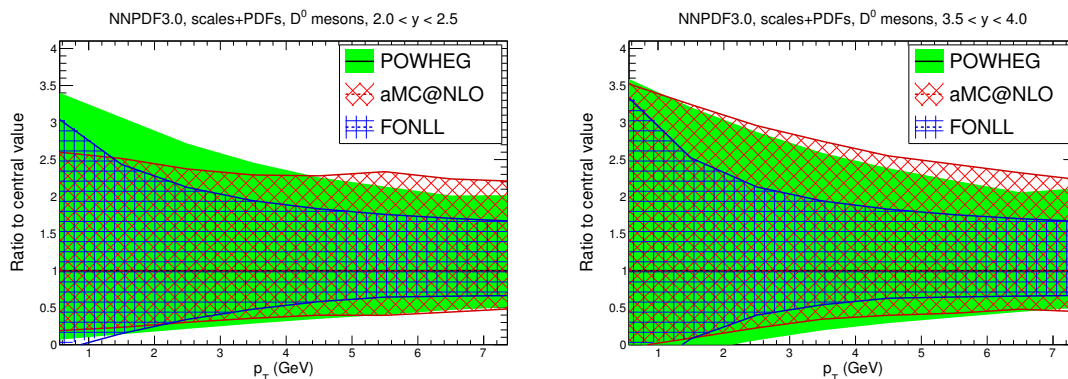 NNPDF3.0, scales+PDFs, D⁰ mesons, 2.0 < y < 2.5
Ratio to central value
4
3.5
3
2.5
2
1.5
1
0.5
0
POWHEG
aMC@NLO
FONLL
1 2 3 4 5 6 7
p_T (GeV)
NNPDF3.0, scales+PDFs, D⁰ mesons, 3.5 < y < 4.0
Ratio to central value
4
3.5
3
2.5
2
1.5
1
0.5
0
POWHEG
aMC@NLO
FONLL
1 2 3 4 5 6 7
p_T (GeV)